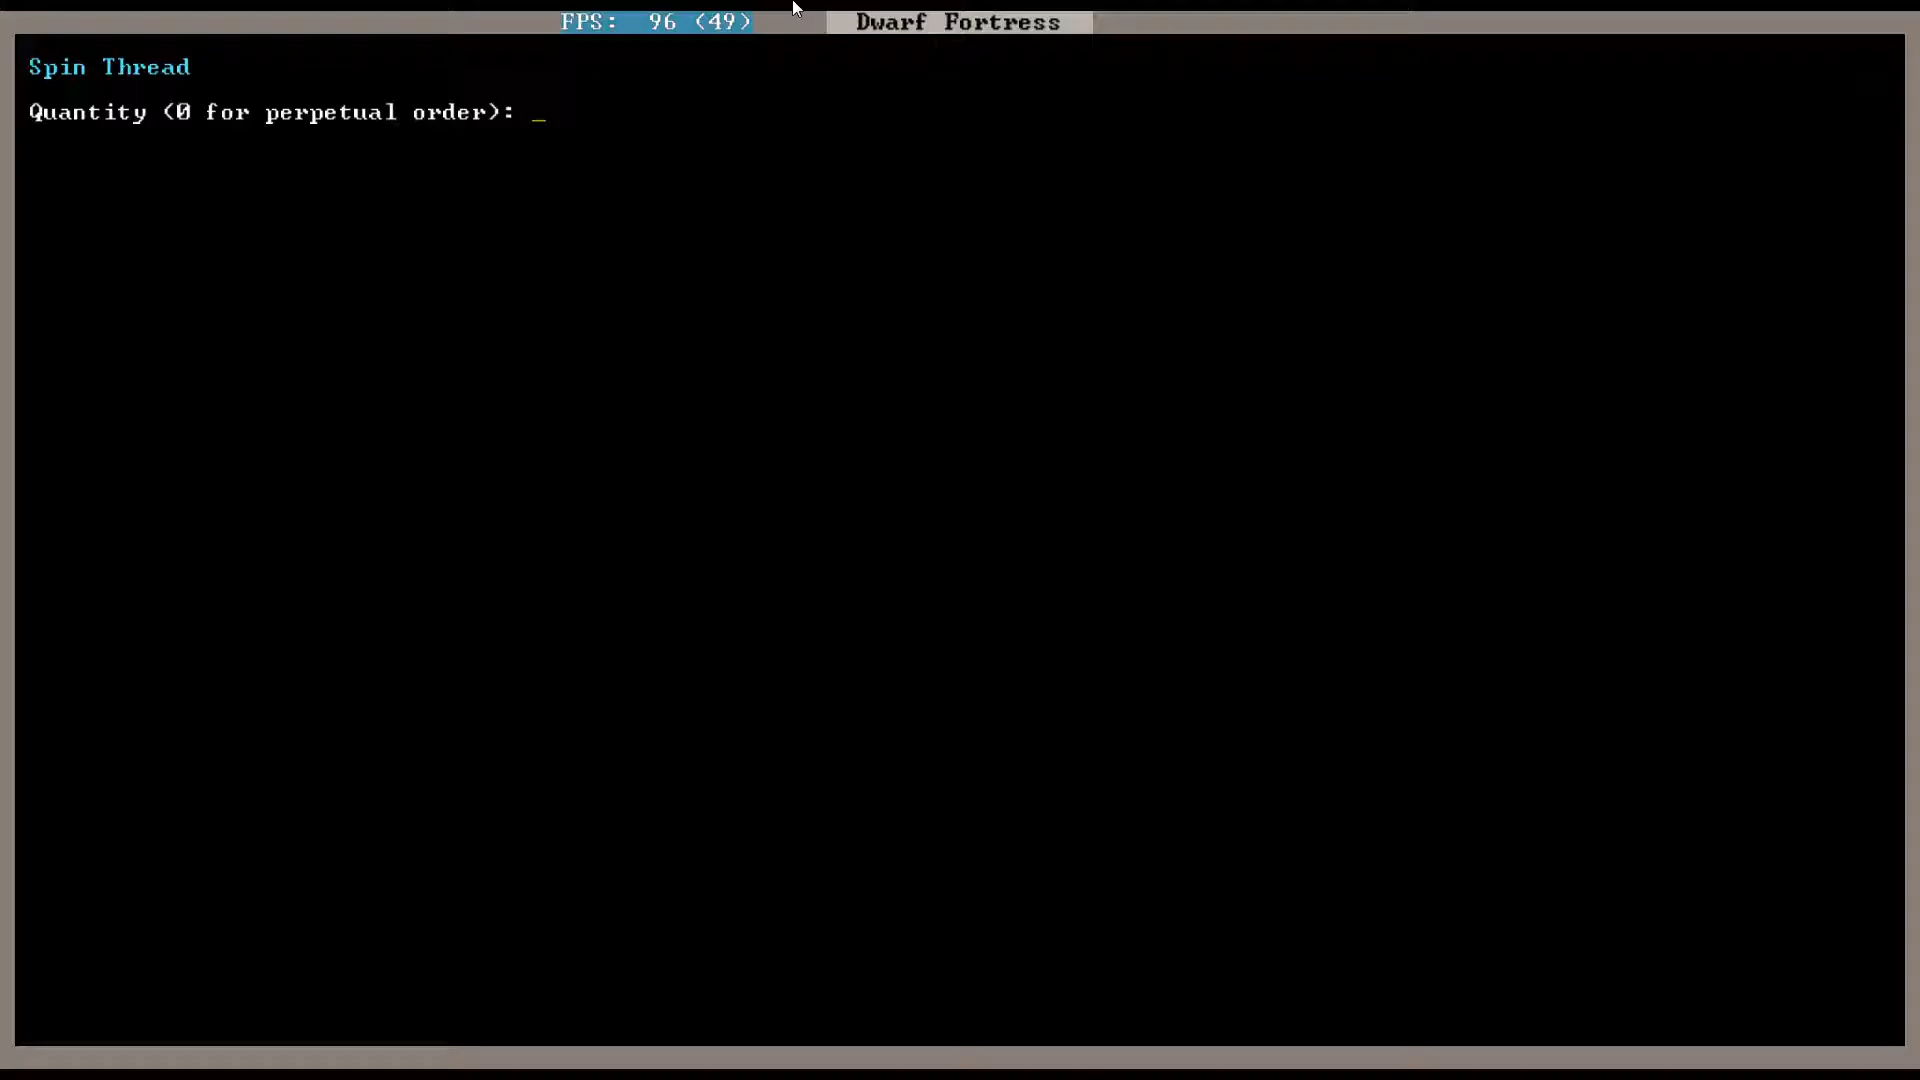 FPS: 96 (49) Dwarf Fortress
Spin Thread
Quantity (0 for perpetual order): _